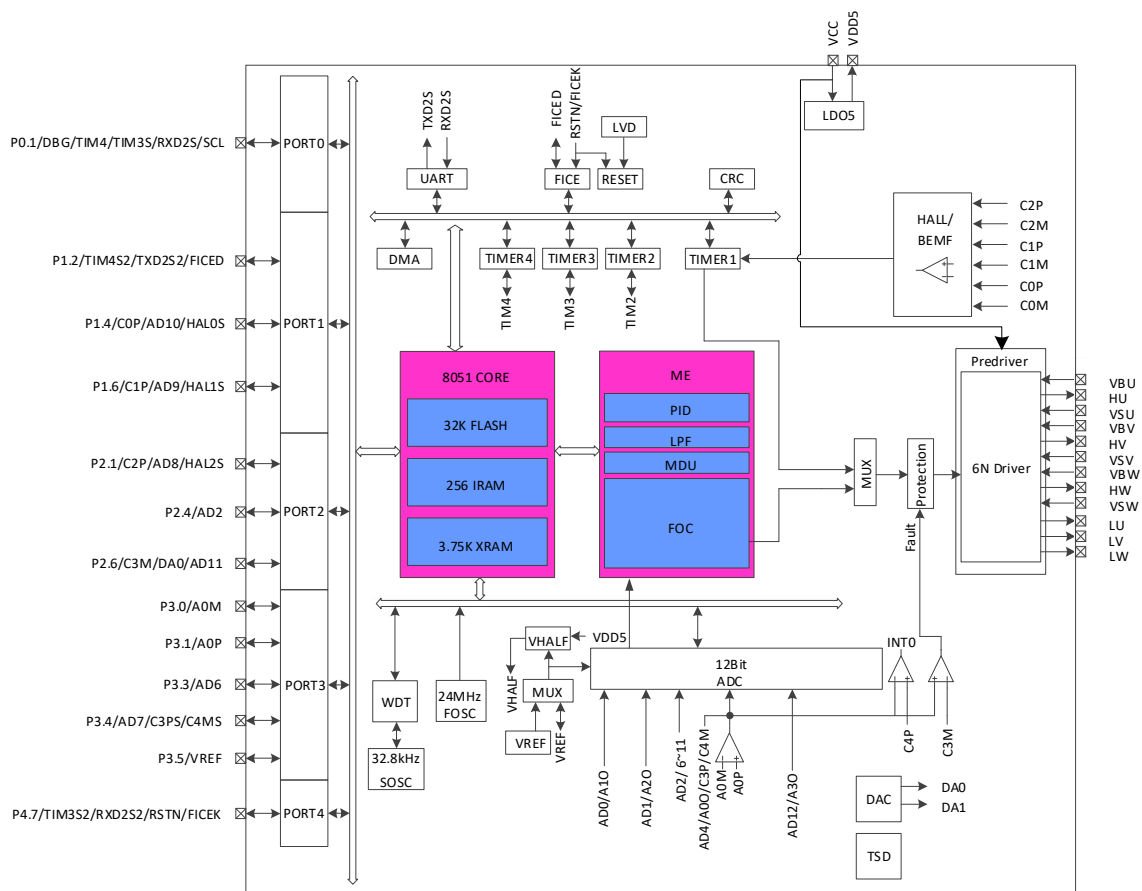 VCC
VDD5
LDO5
P0.1/DBG/TIM4/TIM3S/RXD2S/SCL
PORT0
TXD2S
RXD2S
FICED
RSTN/FICEK
LVD
UART
FICE
RESET
CRC
P1.2/TIM4S2/TXD2S2/FICED
P1.4/C0P/AD10/HAL0S
P1.6/C1P/AD9/HAL1S
PORT1
DMA
TIMER4
TIMER3
TIMER2
TIMER1
TIM4
TIM3
TIM2
HALL/
BEMF
C2P
C2M
C1P
C1M
C0P
C0M
P2.1/C2P/AD8/HAL2S
P2.4/AD2
P2.6/C3M/DA0/AD11
PORT2
8051 CORE
32K FLASH
256 IRAM
3.75K XRAM
ME
PID
LPF
MDU
FOC
MUX
Protection
Fault
Predriver
6N Driver
VBU
HU
VSU
VBV
HV
VSV
VBW
HW
VSW
LU
LV
LW
P3.0/A0M
P3.1/A0P
P3.3/AD6
P3.4/AD7/C3PS/C4MS
P3.5/VREF
PORT3
P4.7/TIM3S2/RXD2S2/RSTN/FICEK
PORT4
WDT
32.8kHz
SOSC
24MHz
FOSC
VHALF
VDD5
VHALF
MUX
VREF
VREF
12Bit
ADC
INT0
C4P
C3M
AD0/A1O
AD1/A2O
AD2/ 6~11
AD4/A0O/C3P/C4M
A0M
A0P
AD12/A3O
DAC
DA0
DA1
TSD